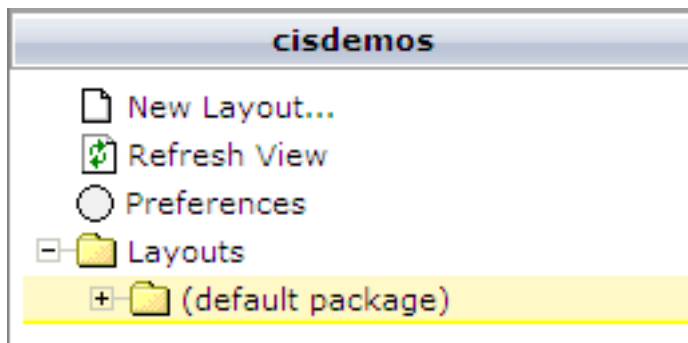 cisdemos
New Layout...
Refresh View
Preferences
Layouts
(default package)